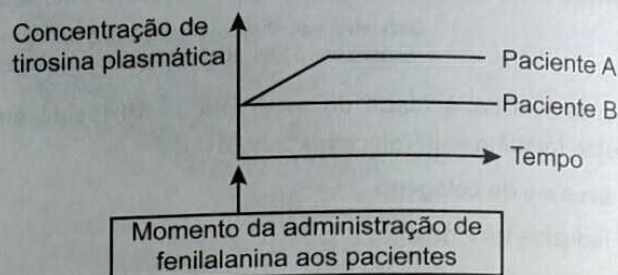 Concentração de
tirosina plasmática
Paciente A
Paciente B
Tempo
Momento da administração de
fenilalanina aos pacientes